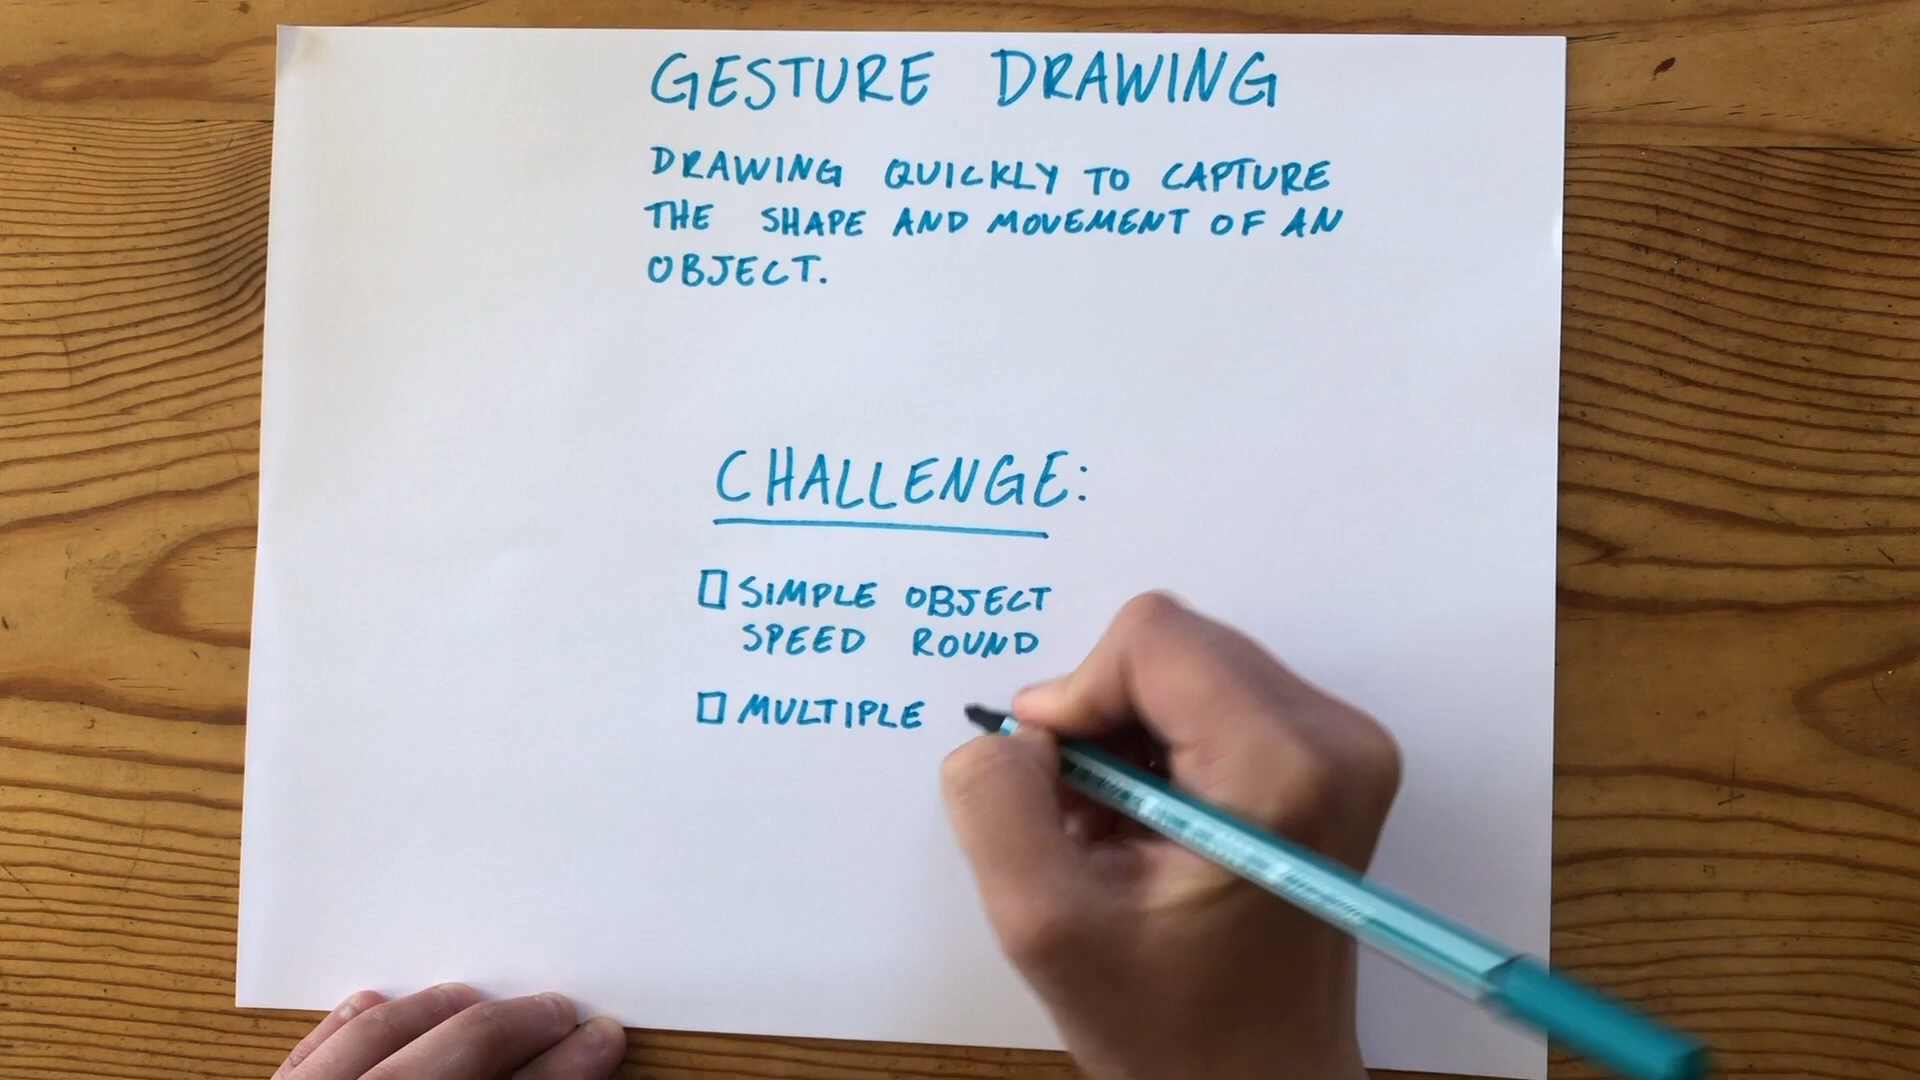 GESTURE DRAWING
DRAWING QUICKLY TO CAPTURE
THE SHAPE AND MOVEMENT OF AN
OBJECT.
CHALLENGE:
SIMPLE OBJECT
SPEED ROUND
MULTIPLE